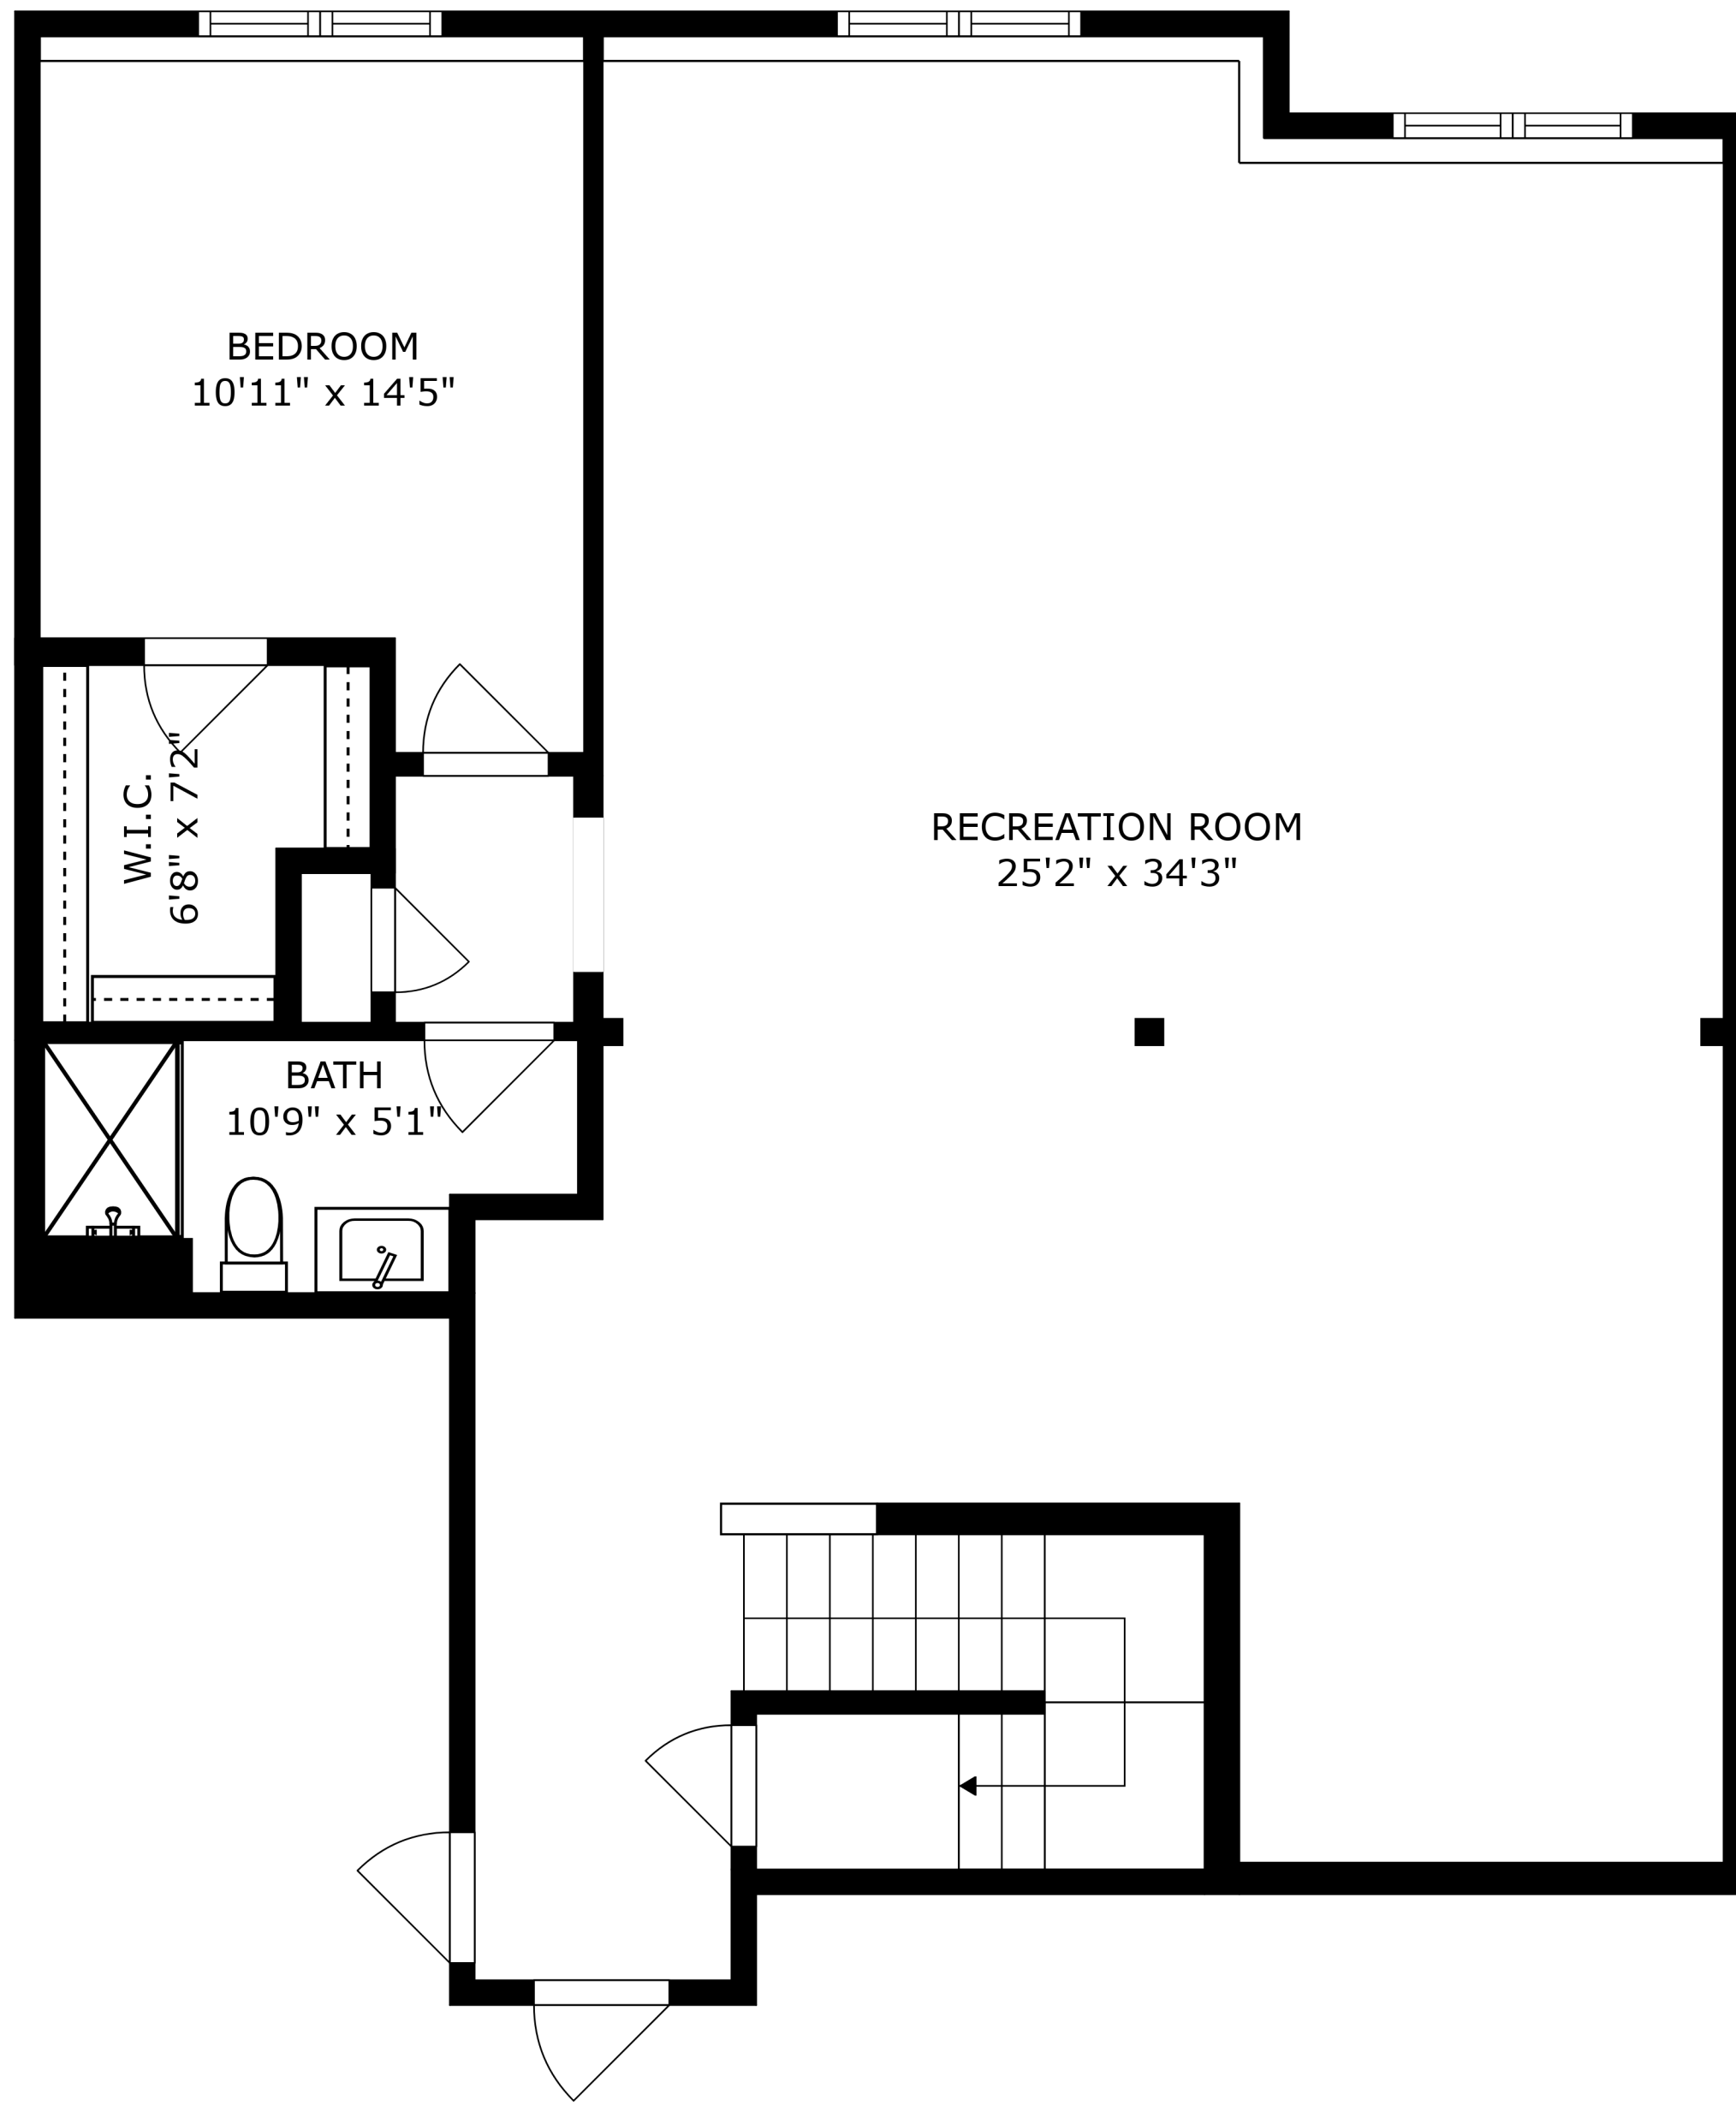 BEDROOM
10'11" x 14'5"
W.I.C.
6'8" x 7'2"
RECREATION ROOM
25'2" x 34'3"
BATH
10'9" x 5'1"